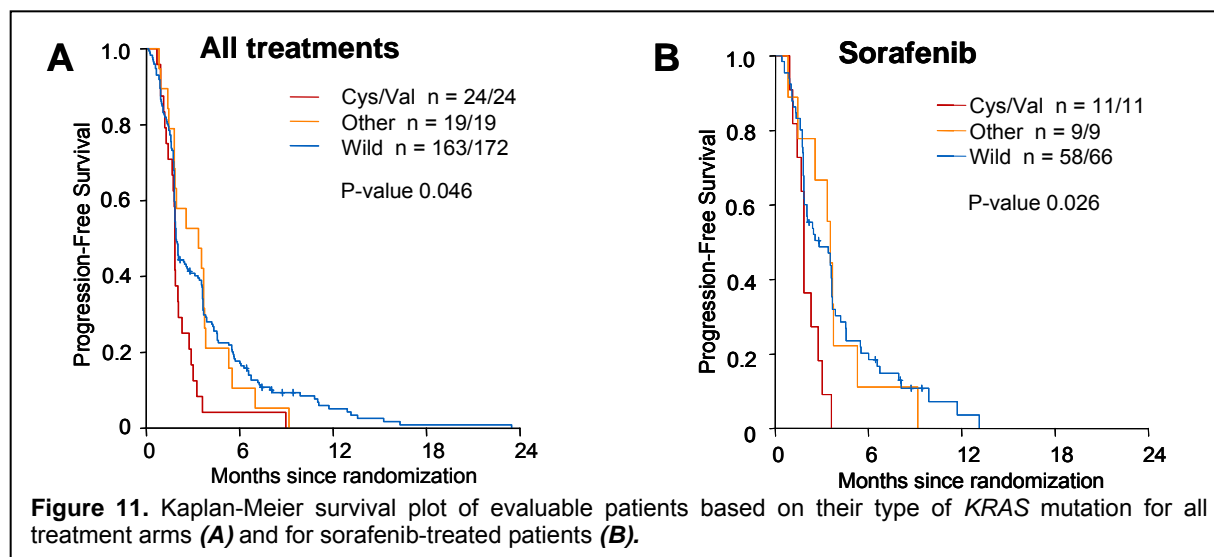 A All treatments
Cys/Val n = 24/24
Other n = 19/19
Wild n = 163/172
P-value 0.046
Progression-Free Survival
1.0
0.8
0.6
0.4
0.2
0
0 6 12 18 24
Months since randomization
B Sorafenib
Cys/Val n = 11/11
Other n = 9/9
Wild n = 58/66
P-value 0.026
Progression-Free Survival
1.0
0.8
0.6
0.4
0.2
0
0 6 12 18 24
Months since randomization
Figure 11. Kaplan-Meier survival plot of evaluable patients based on their type of KRAS mutation for all
treatment arms (A) and for sorafenib-treated patients (B).